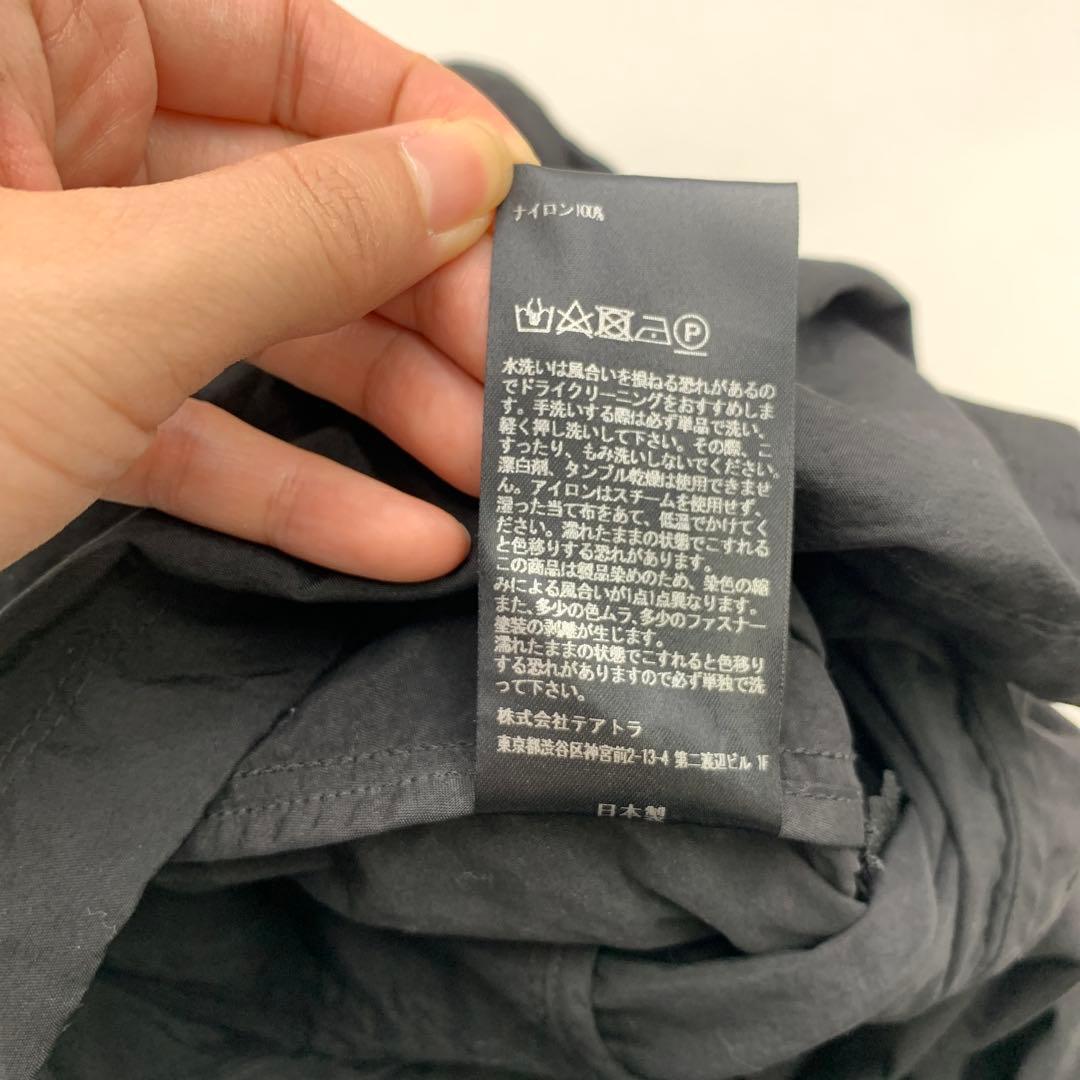 ナイロン100%
P
水洗いは風合いを損ねる恐れがあるの
でドライクリーニングをおすすめしま
す。手洗いする際は必ず単品で洗い、
軽く押し洗いして下さい。その際、こ
すったり、もみ洗いしないでください。
漂白剤、タンブル乾燥は使用できませ
ん。アイロンはスチームを使用せず、
湿った当て布をあて、低温でかけてく
ださい。濡れたままの状態でこすれる
と色移りする恐れがあります。
この商品は製品染めのため、染色の縮
みによる風合いが1点1点異なります。
また、多少の色ムラ、多少のファスナー
塗装の剥離が生じます。
濡れたままの状態でこすれると色移り
する恐れがありますので必ず単独で洗
って下さい。
株式会社テアトラ
東京都渋谷区神宮前2-13-4 第二渡辺ビル 1F
日本製